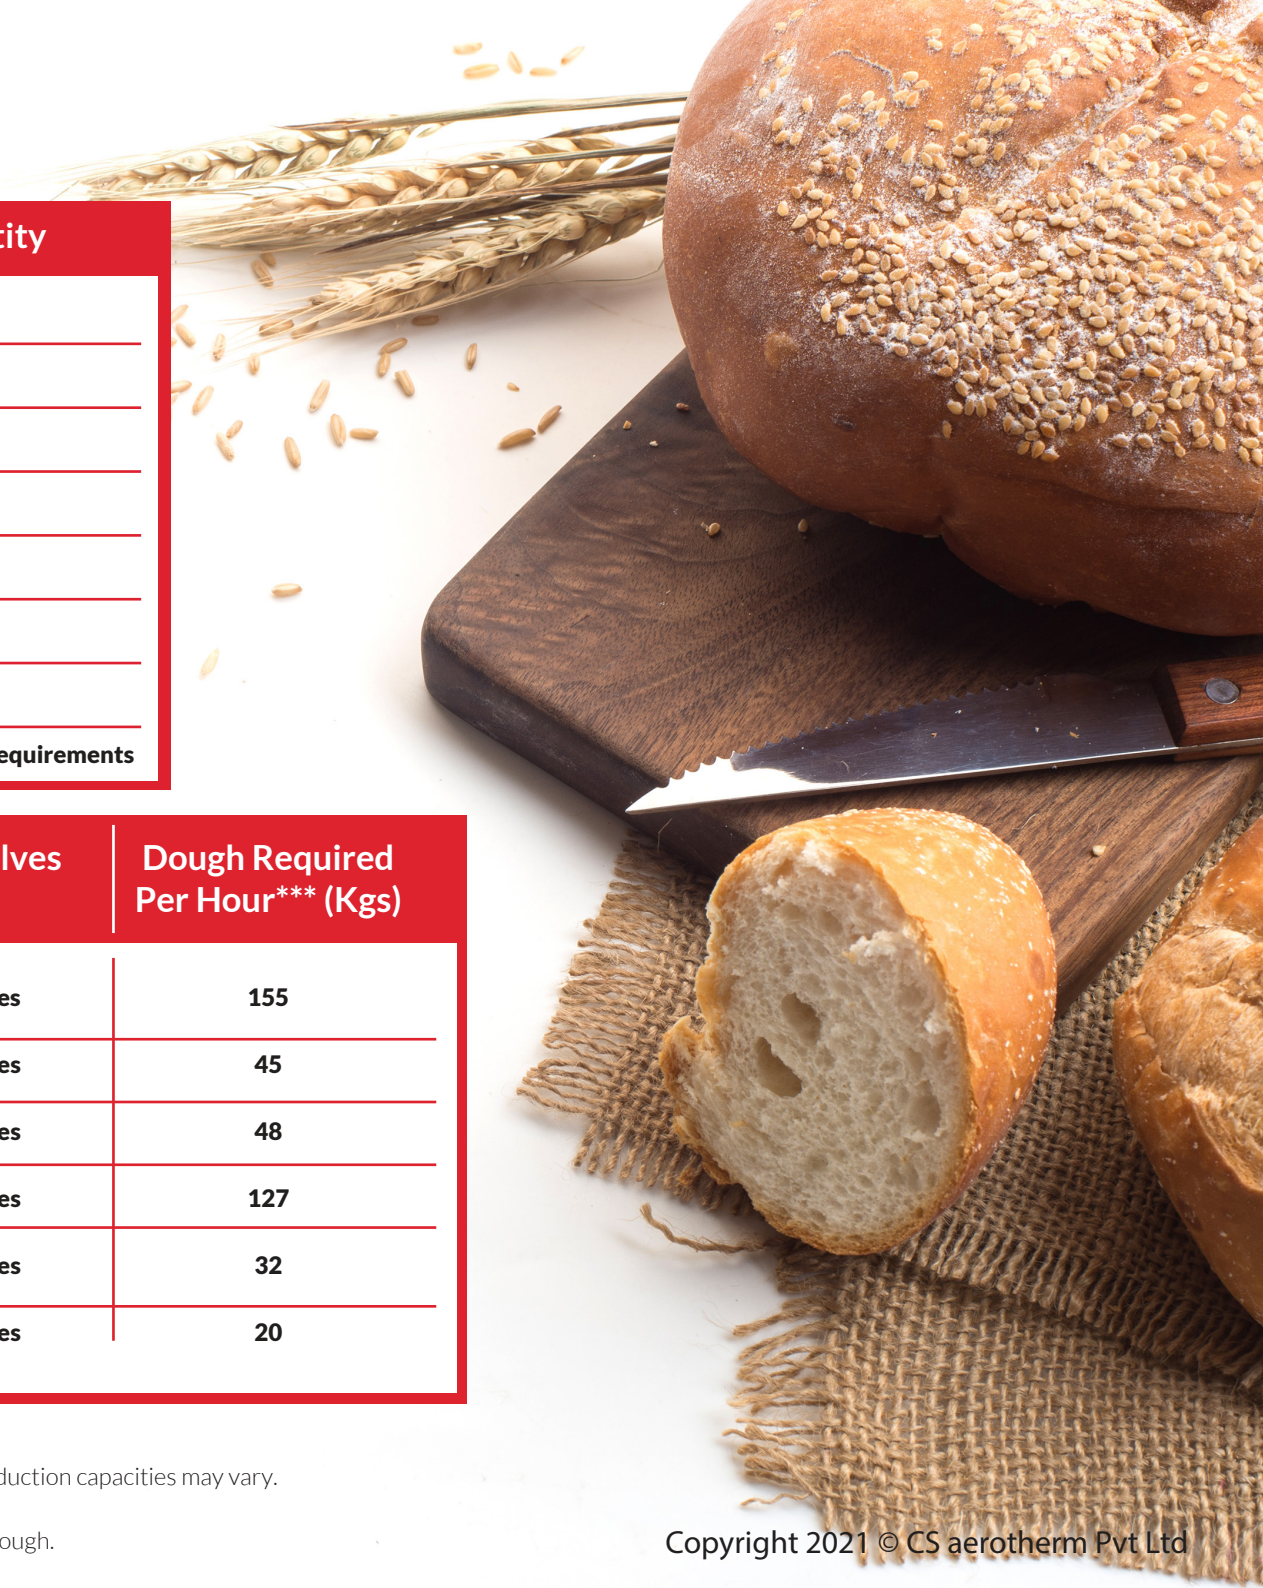 tity
equirements
lves
Dough Required
Per Hour*** (Kgs)
es 155
es 45
es 48
es 127
es 32
es 20
duction capacities may vary.
ough.
Copyright 2021 © CS aerotherm Pvt Ltd